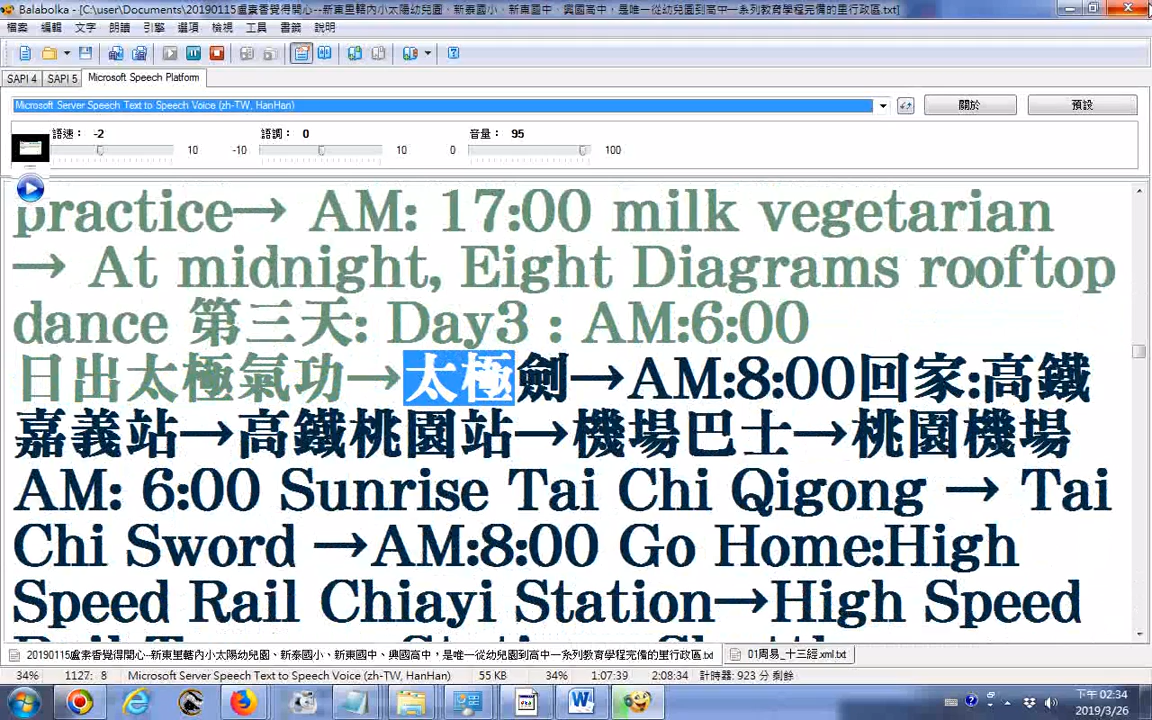 Balabolka - [C:\user\Documents\20190115盧素香覺得開心--新東里轄內小太陽幼兒園、新泰國小、新東國中、興國高中，是唯一從幼兒園到高中一系列教育學程完備的里行政區.txt]
檔案 編輯 文字 朗讀 引擎 選項 檢視 工具 書籤 說明
SAPI 4 SAPI 5 Microsoft Speech Platform
Microsoft Server Speech Text to Speech Voice (zh-TW, HanHan)
關於 預設
語速： -2 語調： 0 音量： 95
10 -10 10 0 100
practice→ AM: 17:00 milk vegetarian
→ At midnight, Eight Diagrams rooftop
dance 第三天: Day3 : AM:6:00
日出太極氣功→太極劍→AM:8:00回家:高鐵
嘉義站→高鐵桃園站→機場巴士→桃園機場
AM: 6:00 Sunrise Tai Chi Qigong → Tai
Chi Sword →AM:8:00 Go Home:High
Speed Rail Chiayi Station→High Speed
20190115盧素香覺得開心--新東里轄內小太陽幼兒園、新泰國小、新東國中、興國高中，是唯一從幼兒園到高中一系列教育學程完備的里行政區.txt 01周易_十三經.xml.txt
34% 1127: 8 Microsoft Server Speech Text to Speech Voice (zh-TW, HanHan) 55 KB 34% 1:07:39 2:08:34 計時器: 923 分 剩餘
下午 02:34
2019/3/26